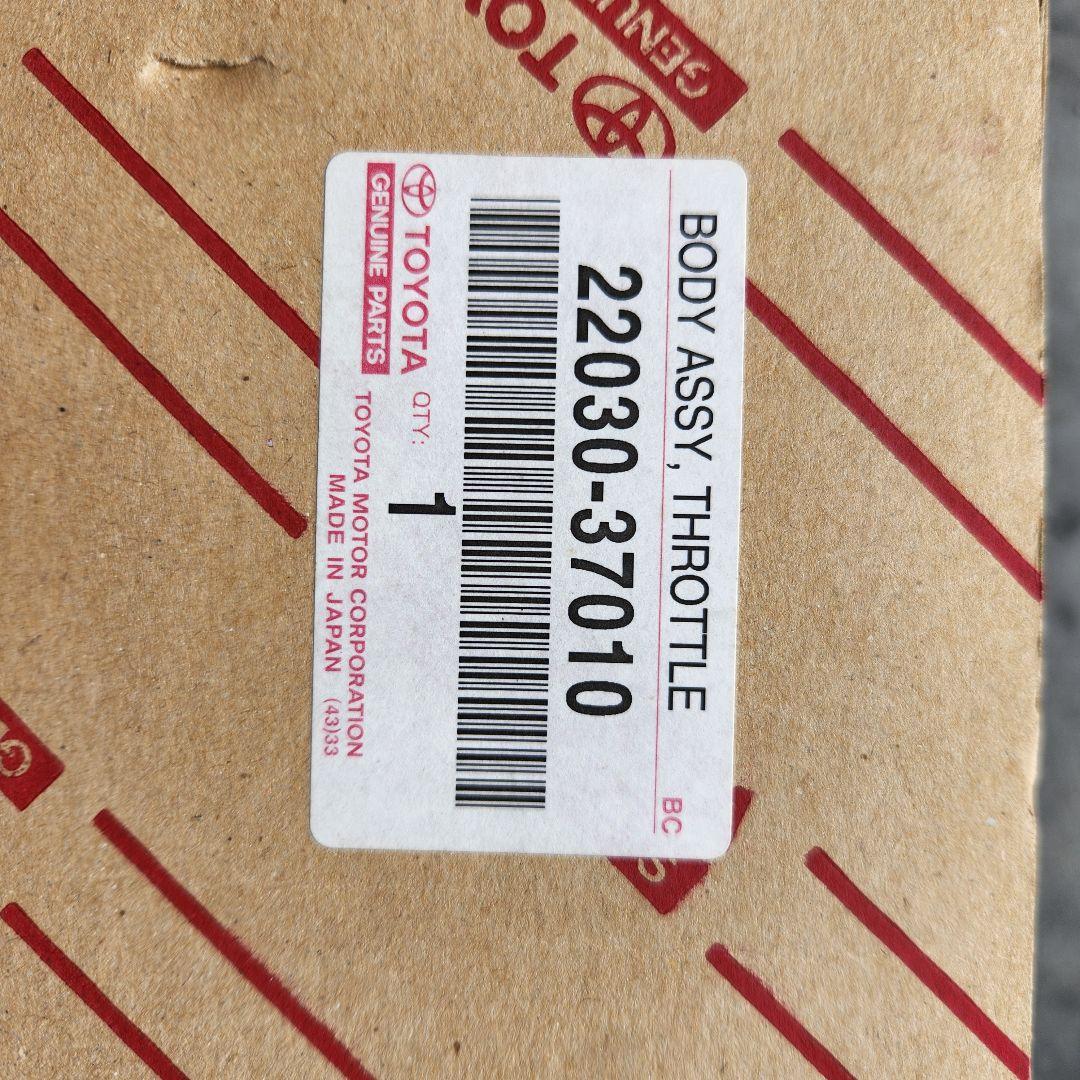 BODY ASSY, THROTTLE
BC
22030-37010
TOYOTA QTY: 1
GENUINE PARTS
TOYOTA MOTOR CORPORATION
MADE IN JAPAN (43)33